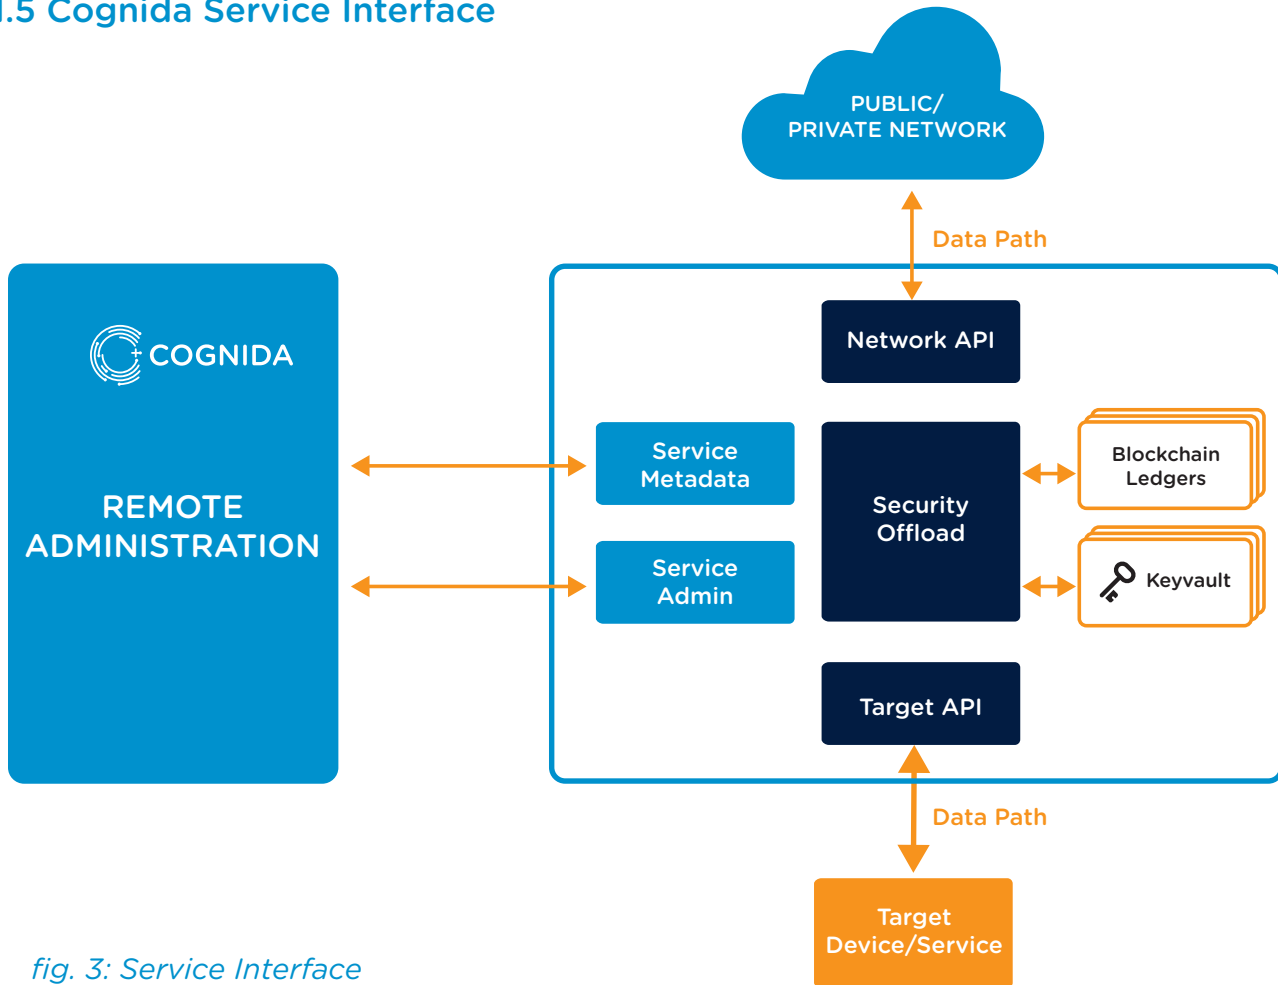 1.5 Cognida Service Interface
PUBLIC/
PRIVATE NETWORK
Data Path
COGNIDA
REMOTE
ADMINISTRATION
Network API
Service
Metadata
Service
Admin
Security
Offload
Blockchain
Ledgers
Keyvault
Target API
Data Path
Target
Device/Service
fig. 3: Service Interface